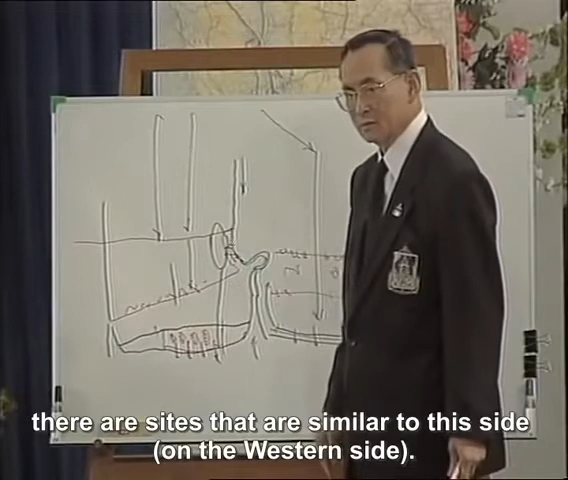 there are sites that are similar to this side
(on the Western side).